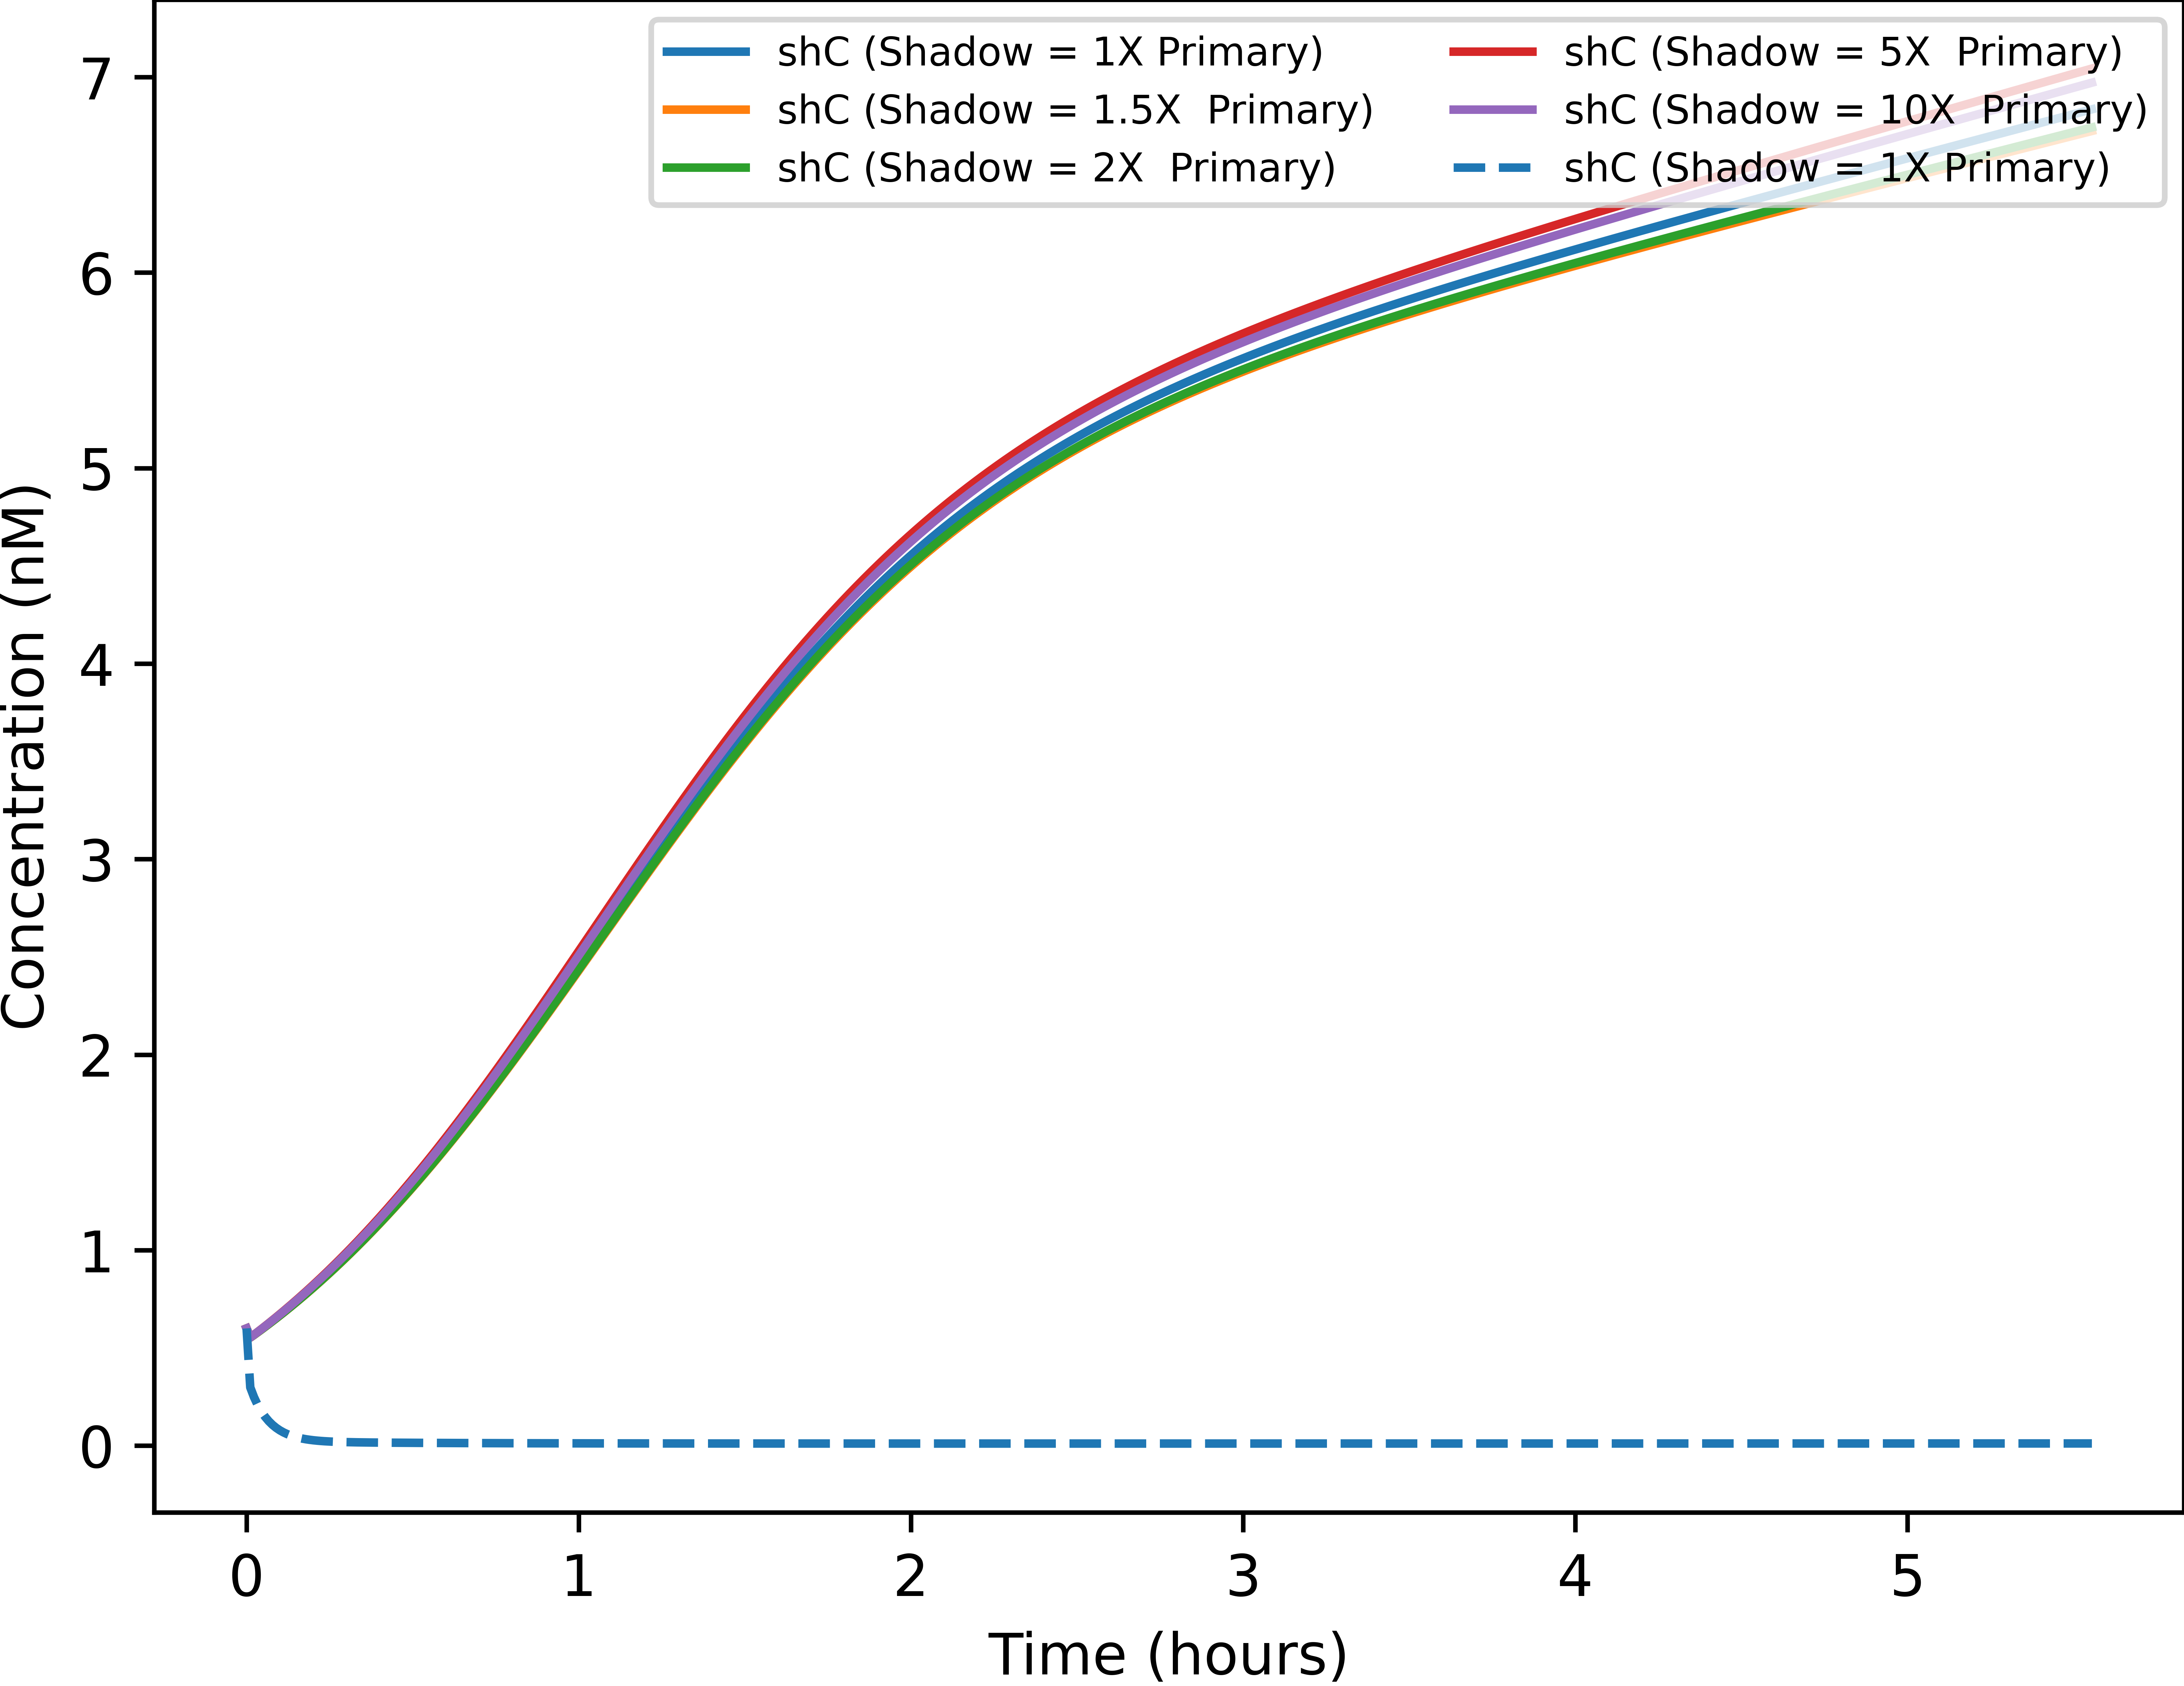 shC (Shadow = 1X Primary)
shC (Shadow = 1.5X  Primary)
shC (Shadow = 2X  Primary)
shC (Shadow = 5X  Primary)
shC (Shadow = 10X  Primary)
shC (Shadow = 1X Primary)
7
6
5
4
3
2
1
0
Concentration (nM)
0 1 2 3 4 5
Time (hours)